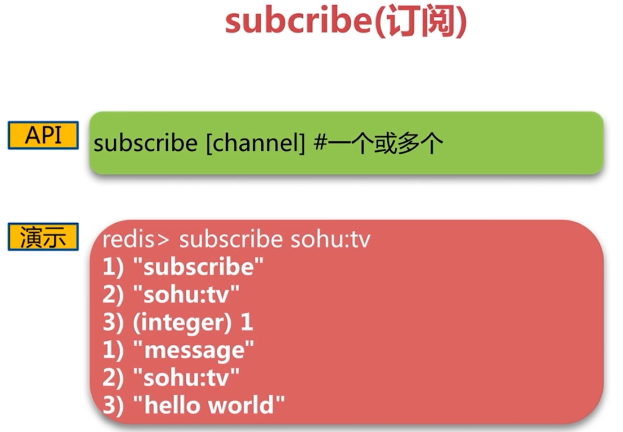 subcribe(订阅)
API
subscribe [channel] #一个或多个
演示
redis> subscribe sohu:tv
1) "subscribe"
2) "sohu:tv"
3) (integer) 1
1) "message"
2) "sohu:tv"
3) "hello world"